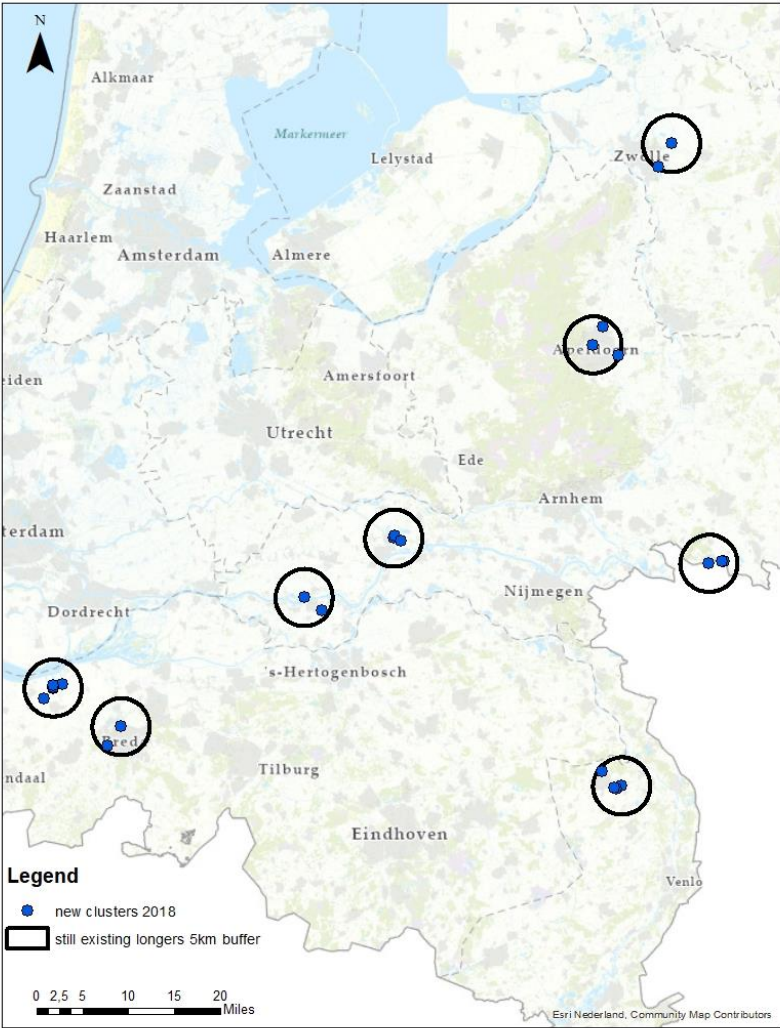 N
Alkmaar
Markermeer
Lelystad
Zwolle
Zaanstad
Haarlem
Amsterdam
Almere
Apeldoorn
eiden
Amersfoort
Utrecht
Ede
Arnhem
terdam
Nijmegen
Dordrecht
's-Hertogenbosch
Bred
Tilburg
ndaal
Eindhoven
Venlo
Legend
new clusters 2018
still existing longers 5km buffer
0 2,5 5 10 15 20
Miles
Esri Nederland, Community Map Contributors